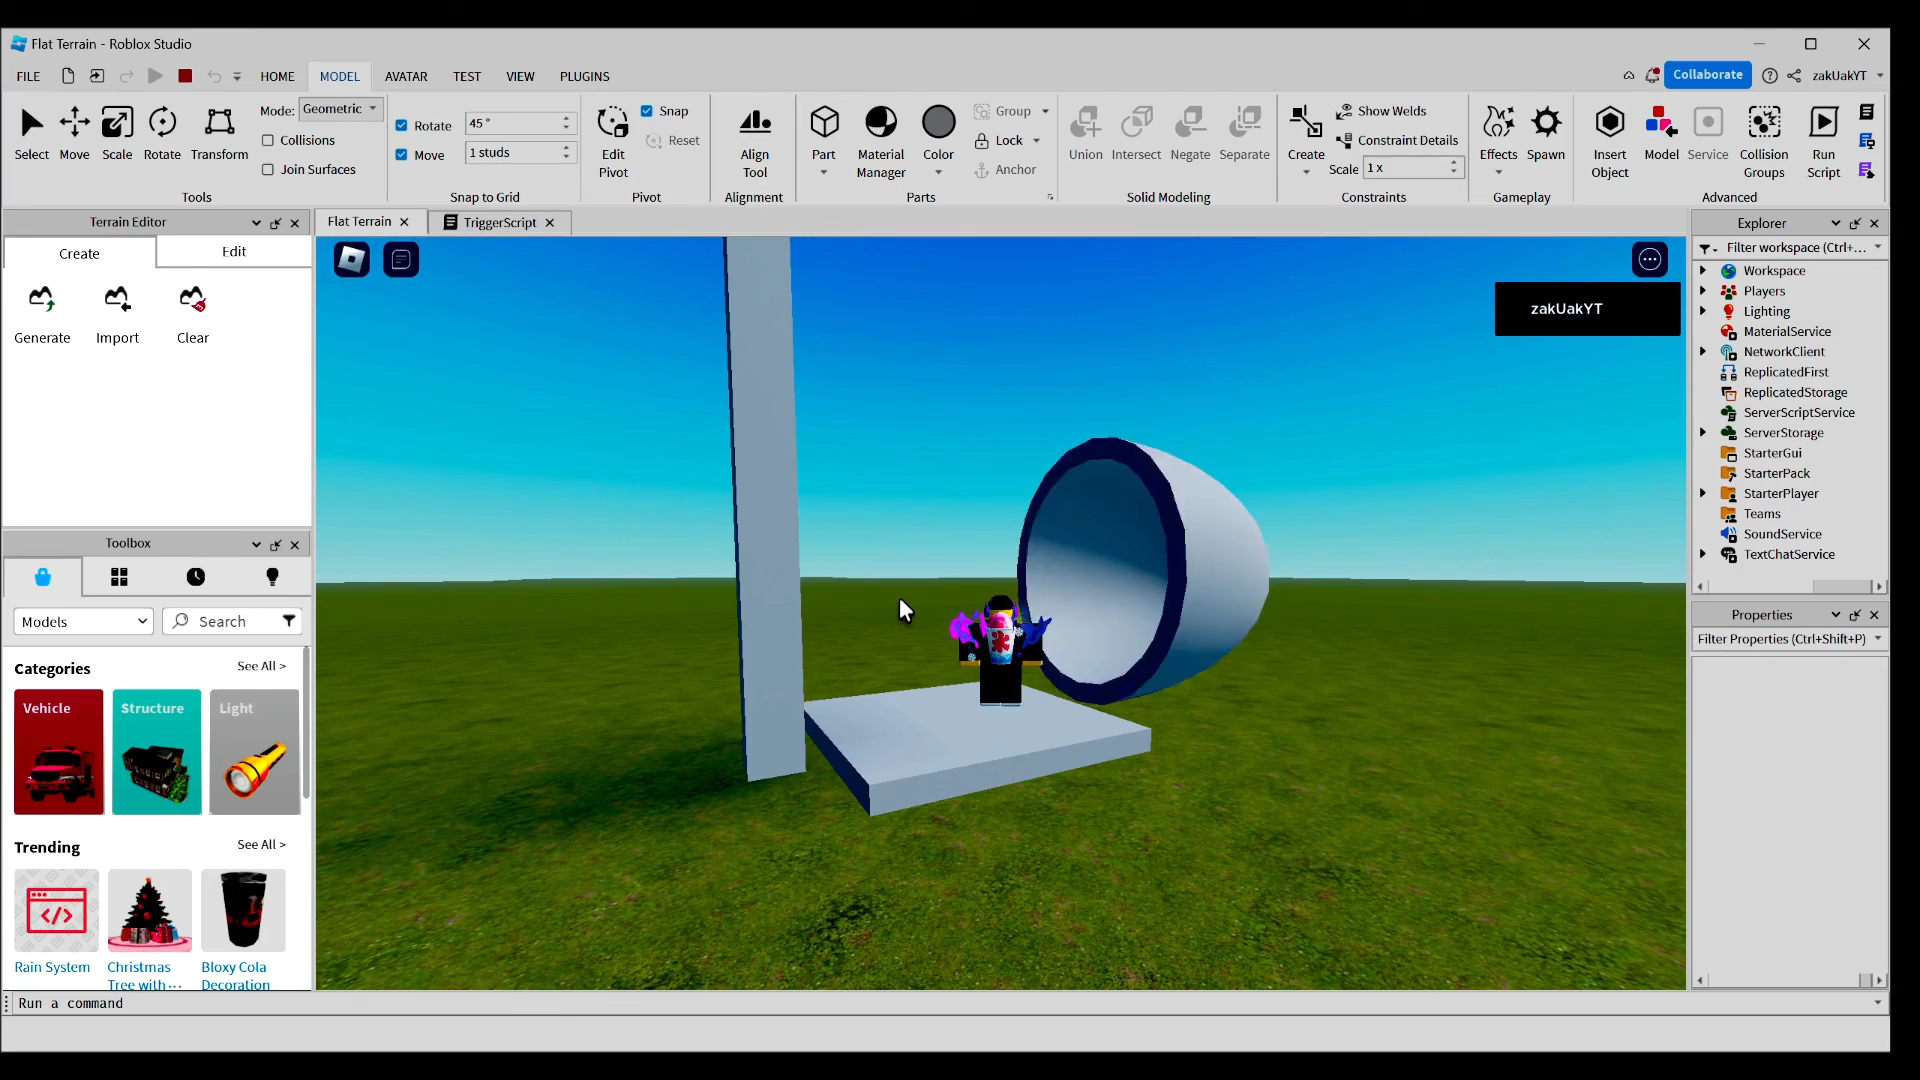 Flat Terrain - Roblox Studio
FILE HOME MODEL AVATAR TEST VIEW PLUGINS Collaborate zakUakYT
Select Move Scale Rotate Transform
Mode: Geometric
Collisions
Join Surfaces
Tools
Rotate 45 °
Move 1 studs
Snap to Grid
Edit
Pivot
Snap
Reset
Pivot
Align
Tool
Alignment
Part
Material
Manager
Color
Group
Lock
Anchor
Parts
Union Intersect Negate Separate
Solid Modeling
Create
Show Welds
Constraint Details
Scale 1 x
Constraints
Effects Spawn
Gameplay
Insert
Object
Model
Service
Collision
Groups
Run
Script
Advanced
Terrain Editor
Create Edit
Generate Import Clear
Toolbox
Models Search
Categories See All >
Vehicle Structure Light
Trending See All >
Rain System
Christmas
Tree with ...
Bloxy Cola
Decoration
Flat Terrain TriggerScript
zakUakYT
Explorer
Filter workspace (Ctrl+...
Workspace
Players
Lighting
MaterialService
NetworkClient
ReplicatedFirst
ReplicatedStorage
ServerScriptService
ServerStorage
StarterGui
StarterPack
StarterPlayer
Teams
SoundService
TextChatService
Properties
Filter Properties (Ctrl+Shift+P)
Run a command